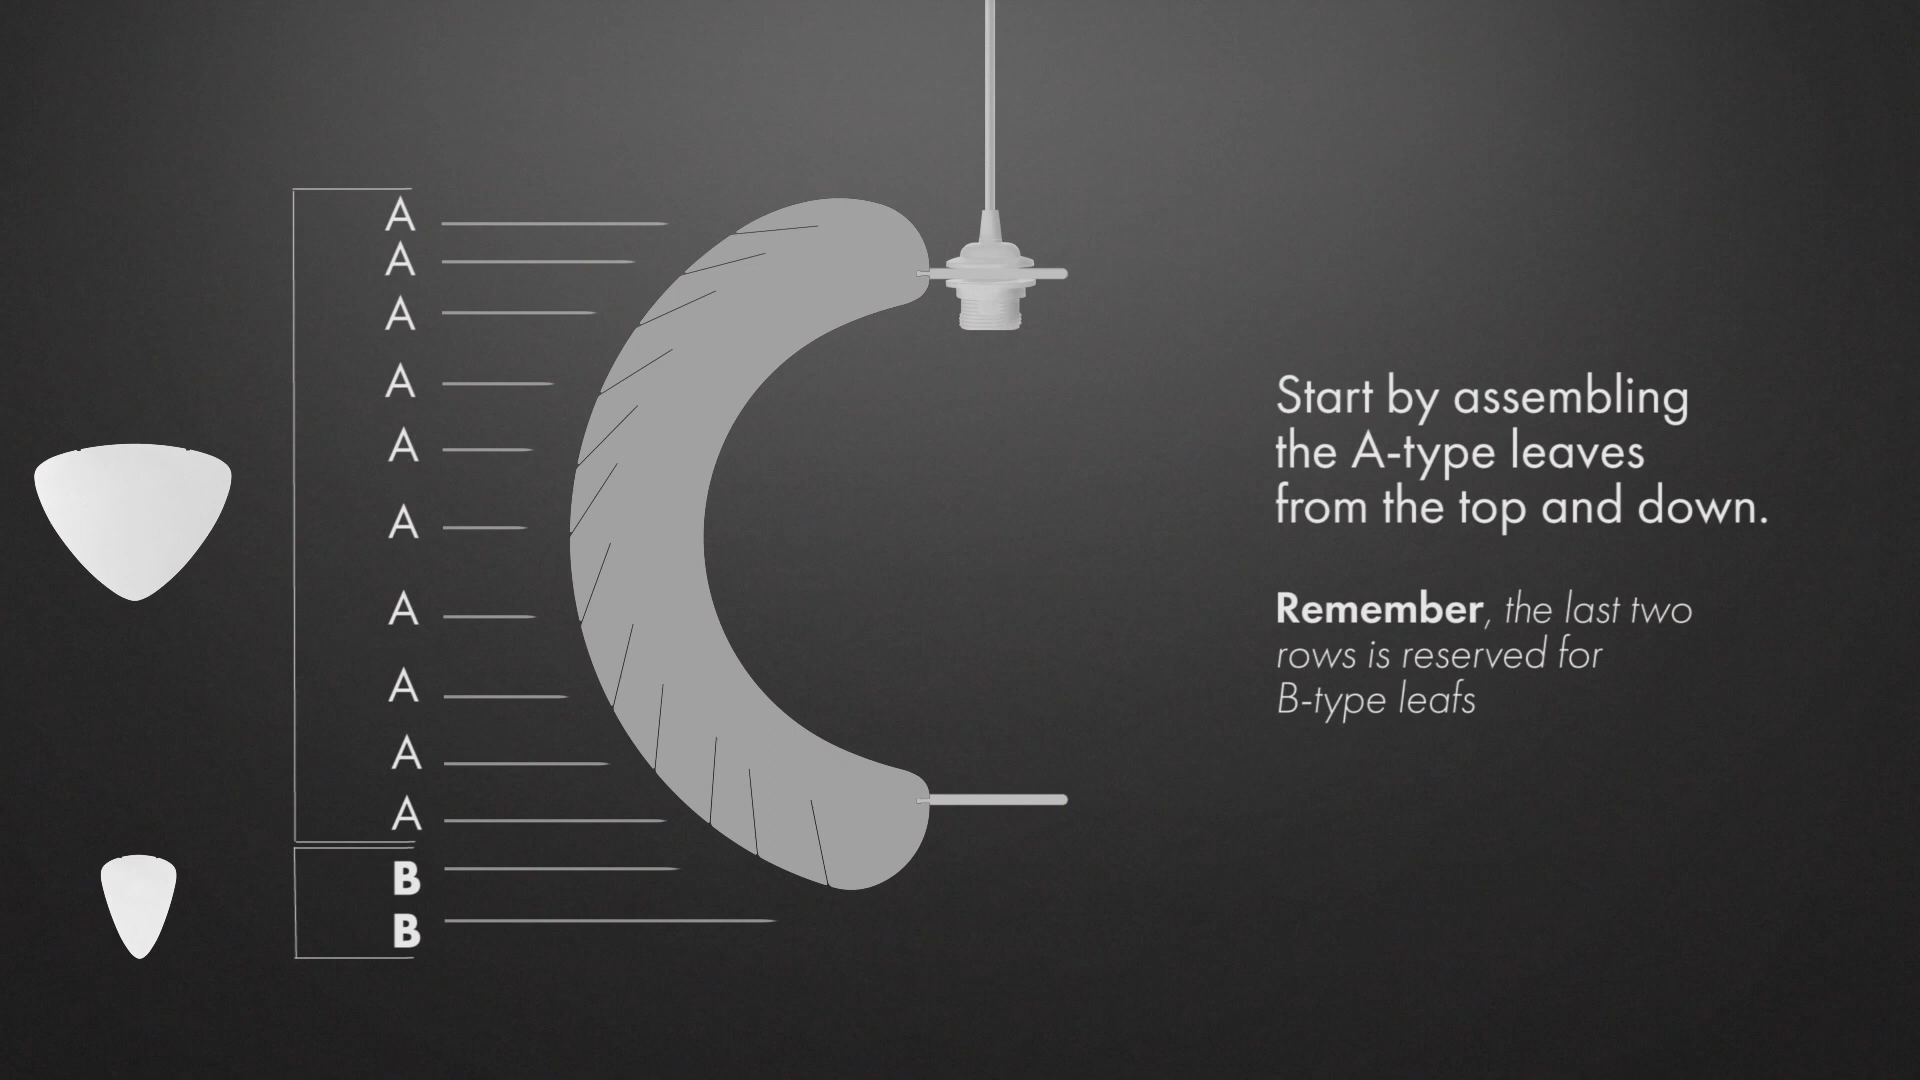 A
A
A
A
A
A
A
A
A
A
B
B
Start by assembling
the A-type leaves
from the top and down.
Remember, the last two
rows is reserved for
B-type leafs